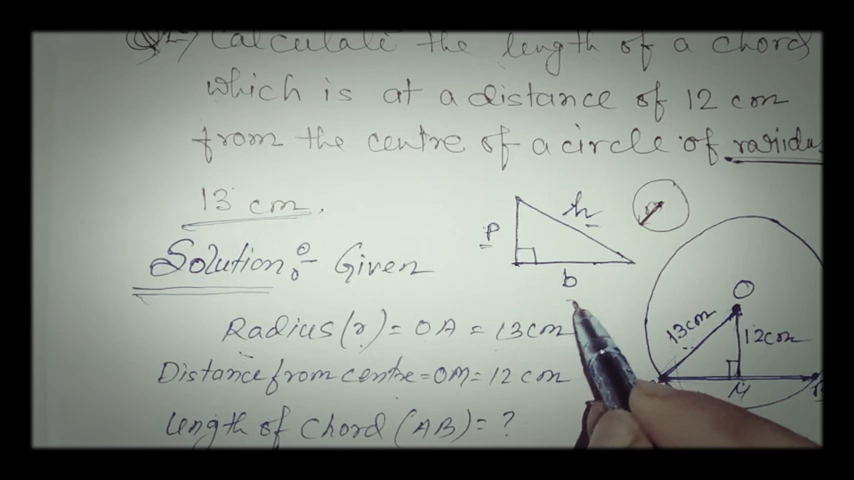 Q2) Calculate the length of a chord
which is at a distance of 12 cm
from the centre of a circle of
13 cm.
Solution:- Given
Radius(r) = OA = 13cm
Distance from centre = OM = 12 cm
Length of Chord (AB) = ?
p
h
b
r
O
13cm
12cm
M